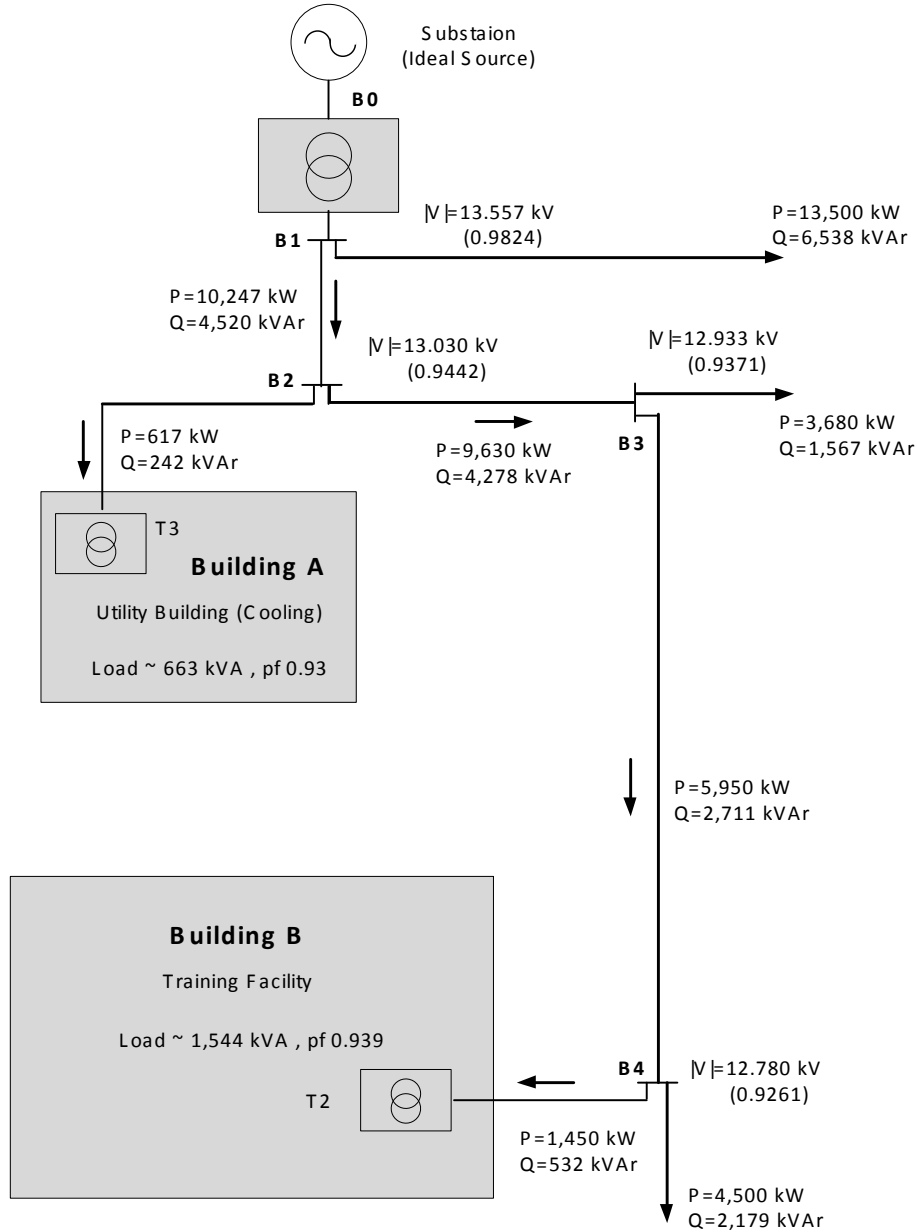 Substaion
(Ideal Source)
B0
|V|=13.557 kV
(0.9824)
P=13,500 kW
Q=6,538 kVAr
B1
P=10,247 kW
Q=4,520 kVAr
|V|=13.030 kV
(0.9442)
|V|=12.933 kV
(0.9371)
B2
P=617 kW
Q=242 kVAr
P=9,630 kW
Q=4,278 kVAr
B3
P=3,680 kW
Q=1,567 kVAr
T3
Building A
Utility Building (Cooling)
Load ~ 663 kVA , pf 0.93
P=5,950 kW
Q=2,711 kVAr
Building B
Training Facility
Load ~ 1,544 kVA , pf 0.939
T2
B4
|V|=12.780 kV
(0.9261)
P=1,450 kW
Q=532 kVAr
P=4,500 kW
Q=2,179 kVAr